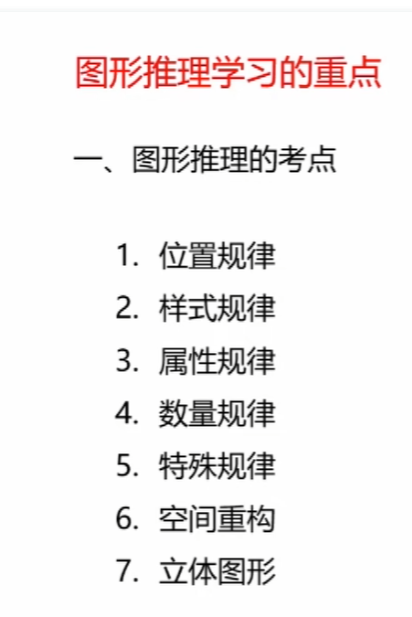 图形推理学习的重点
一、图形推理的考点
1. 位置规律
2. 样式规律
3. 属性规律
4. 数量规律
5. 特殊规律
6. 空间重构
7. 立体图形